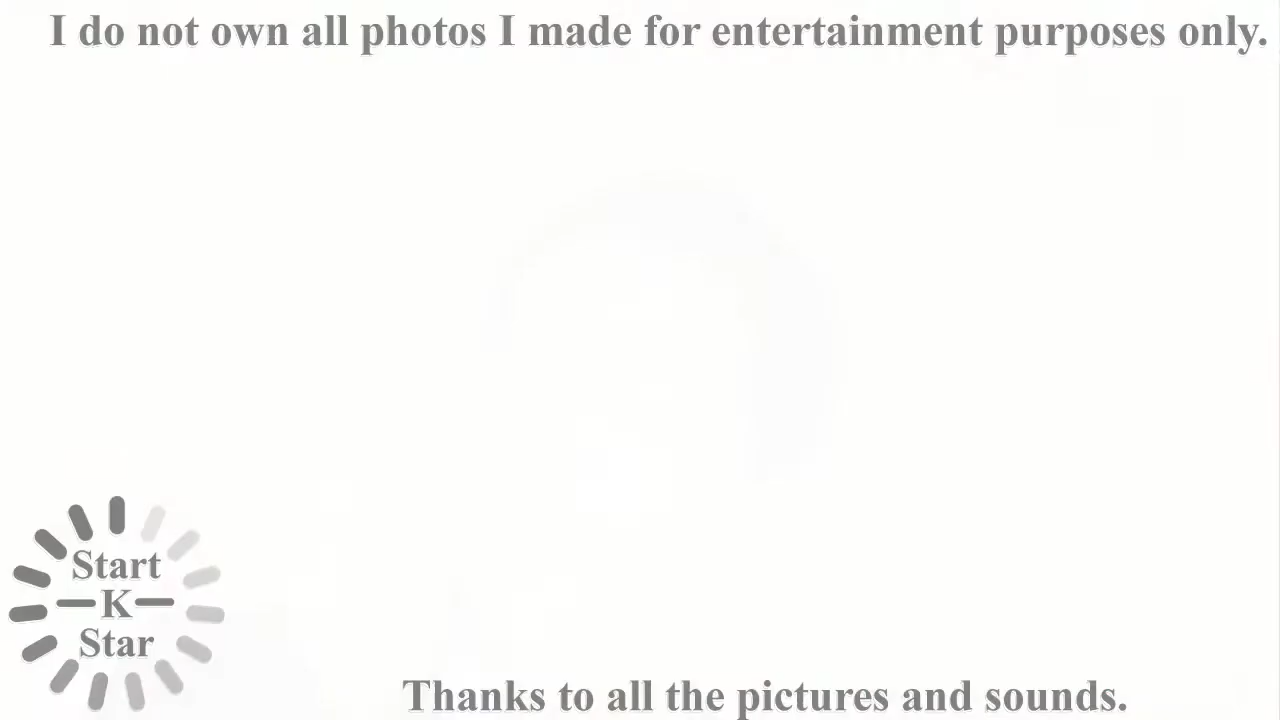 I do not own all photos I made for entertainment purposes only.
Start
K
Star
Thanks to all the pictures and sounds.